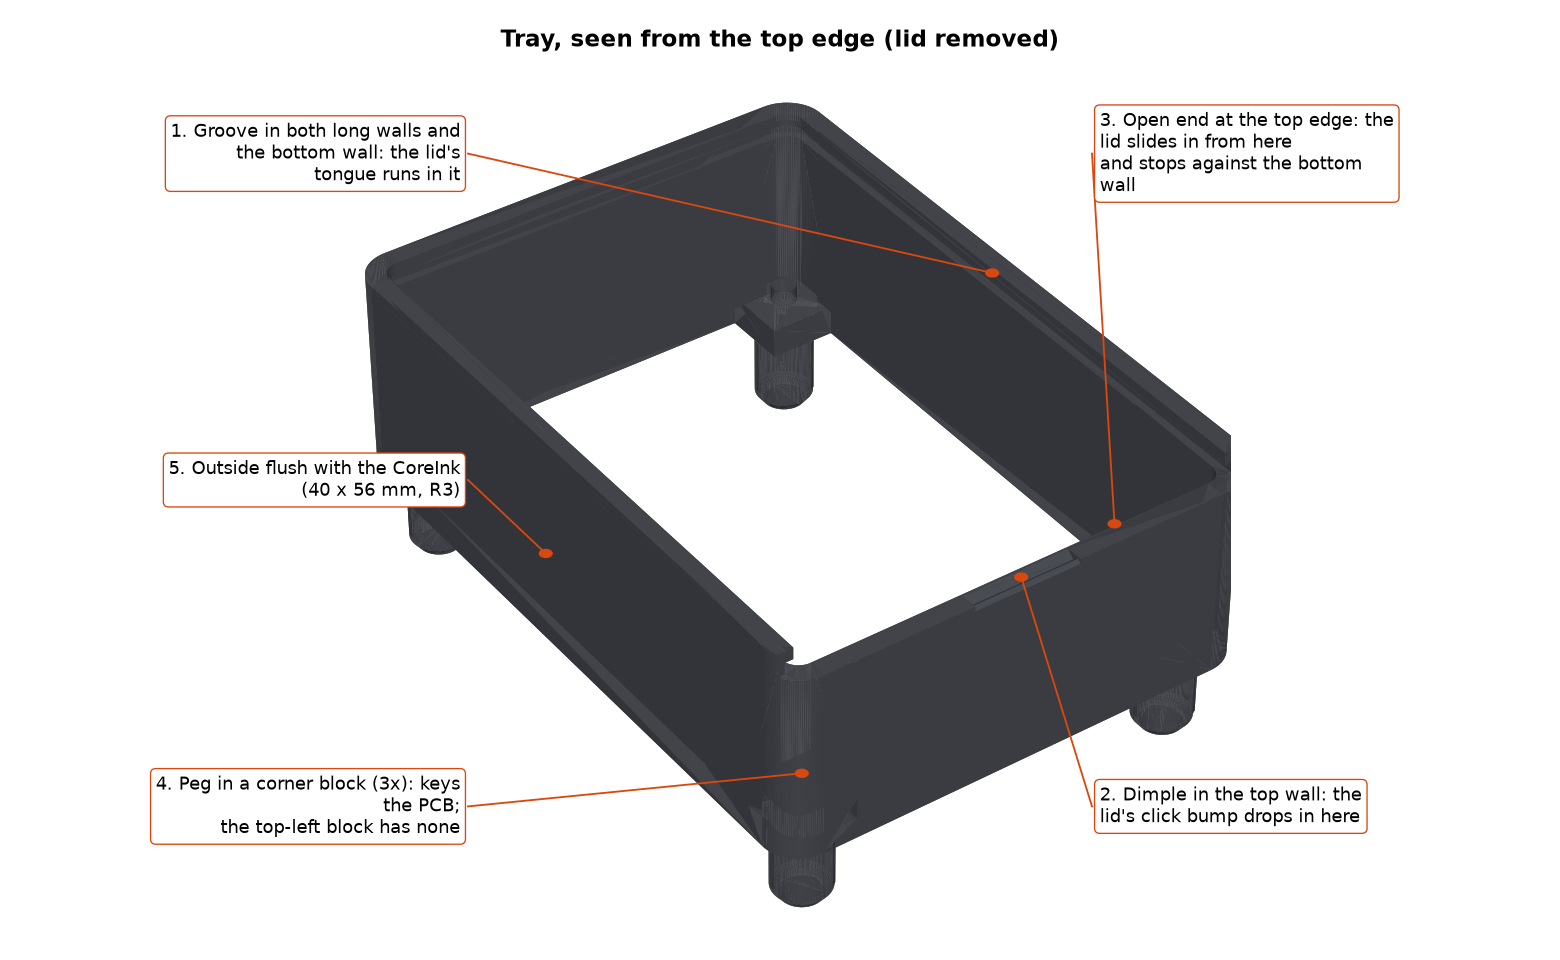 Tray, seen from the top edge (lid removed)
1. Groove in both long walls and
the bottom wall: the lid's
tongue runs in it
3. Open end at the top edge: the
lid slides in from here
and stops against the bottom
wall
5. Outside flush with the CoreInk
(40 x 56 mm, R3)
4. Peg in a corner block (3x): keys
the PCB;
the top-left block has none
2. Dimple in the top wall: the
lid's click bump drops in here